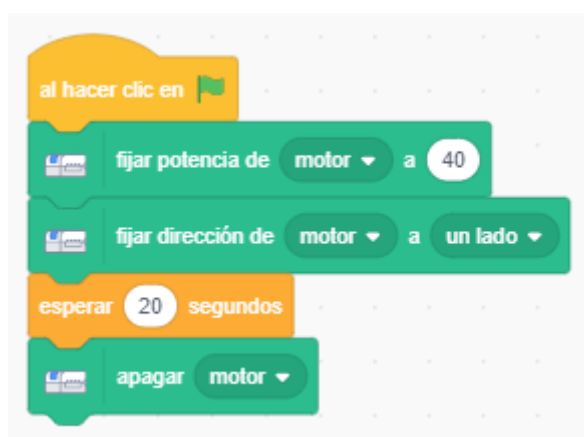 al hacer clic en
fijar potencia de motor a 40
fijar dirección de motor a un lado
esperar 20 segundos
apagar motor